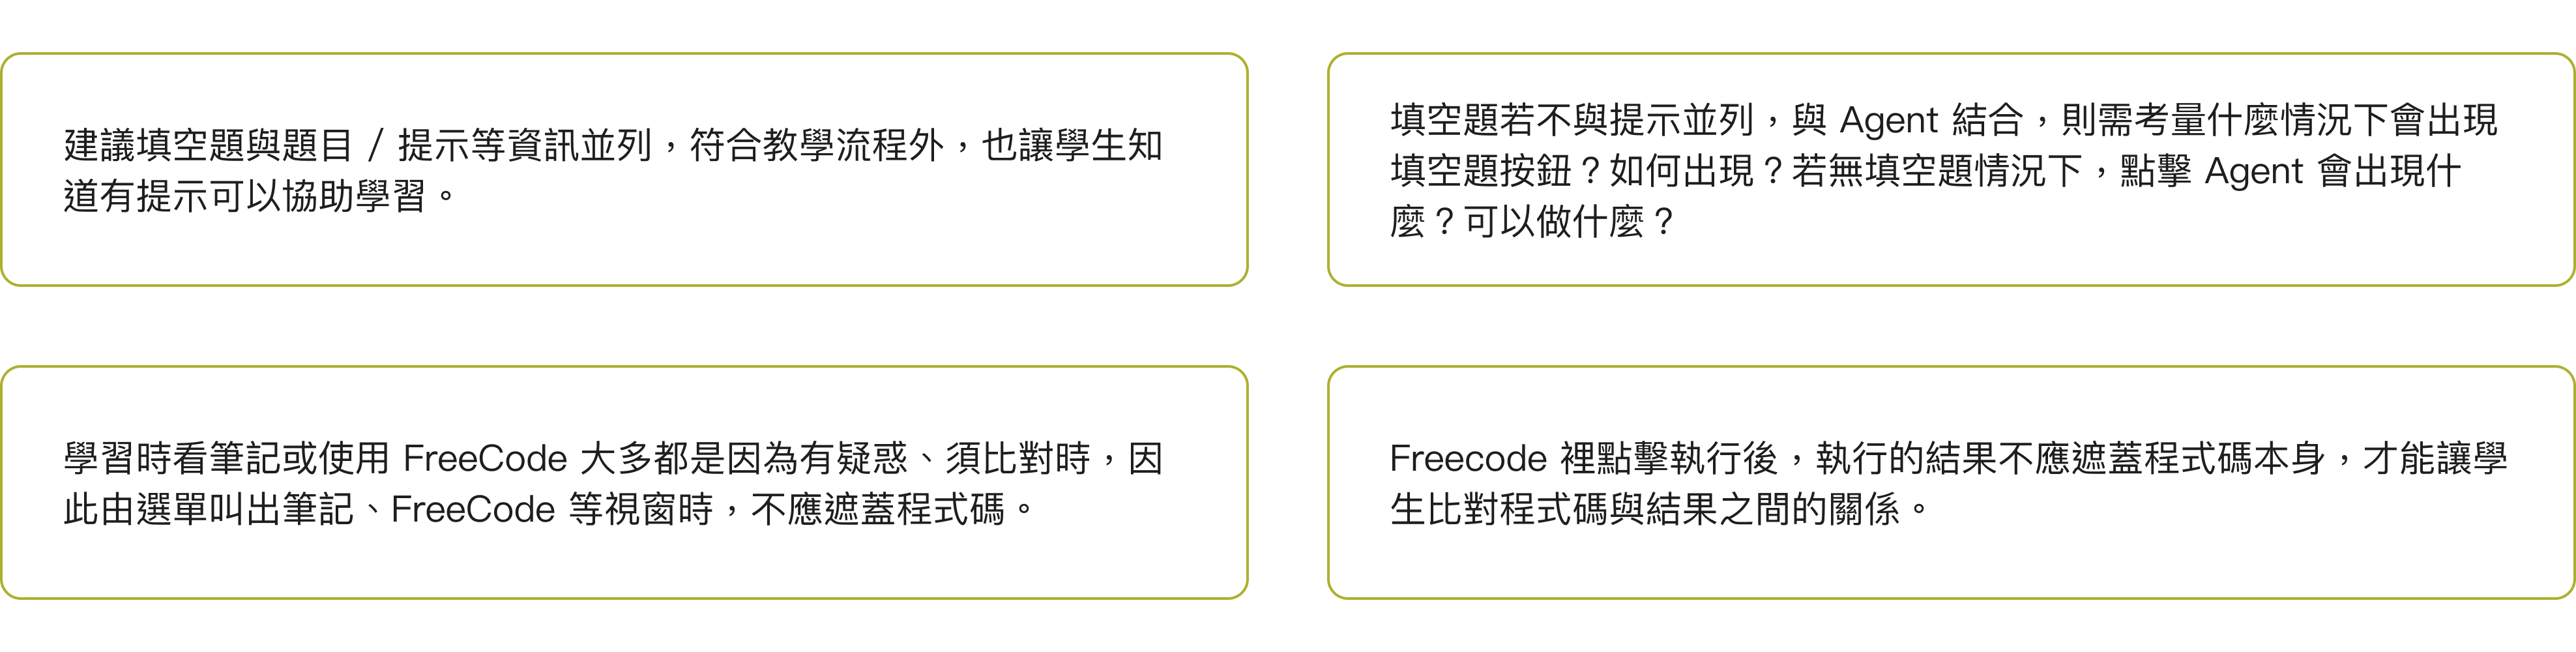 建議填空題與題目 / 提示等資訊並列，符合教學流程外，也讓學生知
道有提示可以協助學習。
填空題若不與提示並列，與 Agent 結合，則需考量什麼情況下會出現
填空題按鈕？如何出現？若無填空題情況下，點擊 Agent 會出現什
麼？可以做什麼？
學習時看筆記或使用 FreeCode 大多都是因為有疑惑、須比對時，因
此由選單叫出筆記、FreeCode 等視窗時，不應遮蓋程式碼。
Freecode 裡點擊執行後，執行的結果不應遮蓋程式碼本身，才能讓學
生比對程式碼與結果之間的關係。